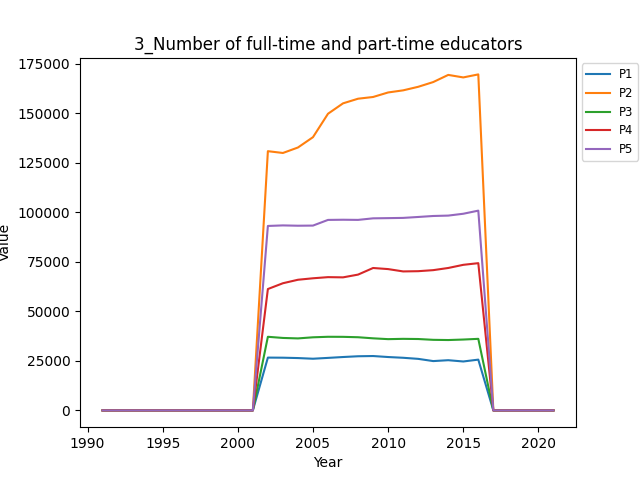 3_Number of full-time and part-time educators
175000
150000
125000
100000
75000
50000
25000
0
Value
1990
1995
2000
2005
2010
2015
2020
Year
P1
P2
P3
P4
P5